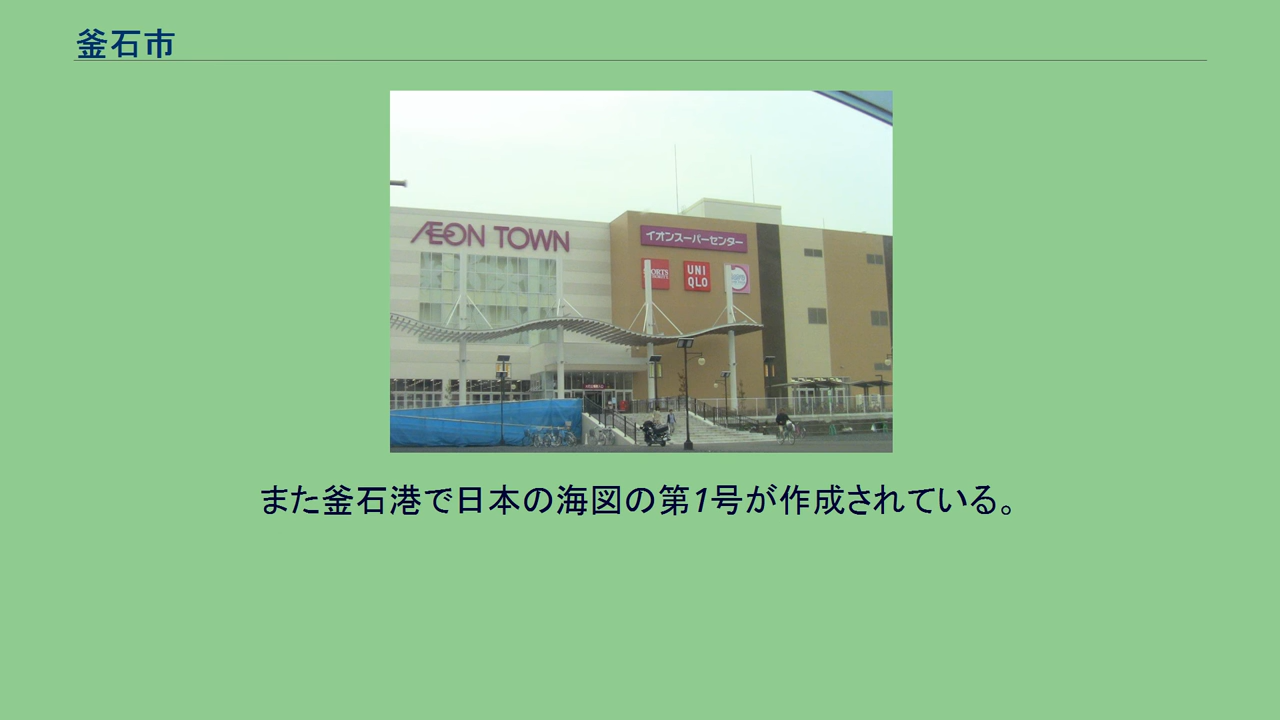 釜石市
ÆON TOWN
イオンスーパーセンター
SPORTS
UNI
QLO
また釜石港で日本の海図の第1号が作成されている。